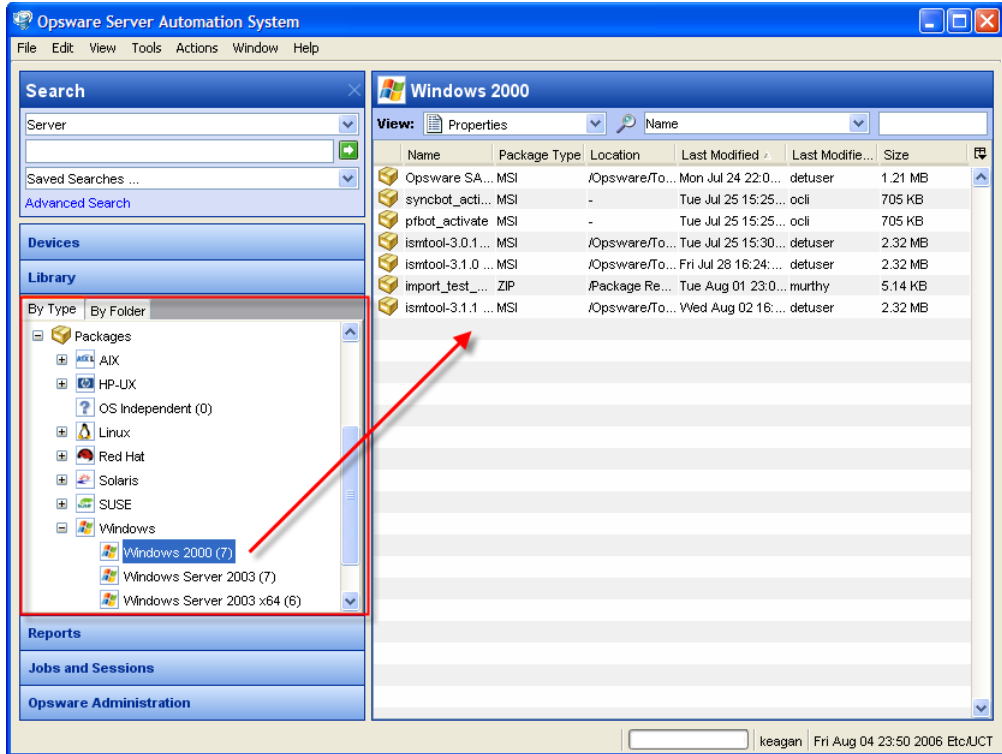 Opsware Server Automation System
File Edit View Tools Actions Window Help
Search
Server
Saved Searches ...
Advanced Search
Devices
Library
By Type By Folder
Packages
AIX
HP-UX
OS Independent (0)
Linux
Red Hat
Solaris
SUSE
Windows
Windows 2000 (7)
Windows Server 2003 (7)
Windows Server 2003 x64 (6)
Reports
Jobs and Sessions
Opsware Administration
Windows 2000
View: Properties Name
Name Package Type Location Last Modified Last Modifie... Size
Opsware SA... MSI /Opsware/To... Mon Jul 24 22:0... detuser 1.21 MB
syncbot_acti... MSI - Tue Jul 25 15:25... ocli 705 KB
pfbot_activate MSI - Tue Jul 25 15:25... ocli 705 KB
ismtool-3.0.1... MSI /Opsware/To... Tue Jul 25 15:30... detuser 2.32 MB
ismtool-3.1.0 ... MSI /Opsware/To... Fri Jul 28 16:24:... detuser 2.32 MB
import_test_... ZIP /Package Re... Tue Aug 01 23:0... murthy 5.14 KB
ismtool-3.1.1 ... MSI /Opsware/To... Wed Aug 02 16:... detuser 2.32 MB
keagan Fri Aug 04 23:50 2006 Etc/UCT